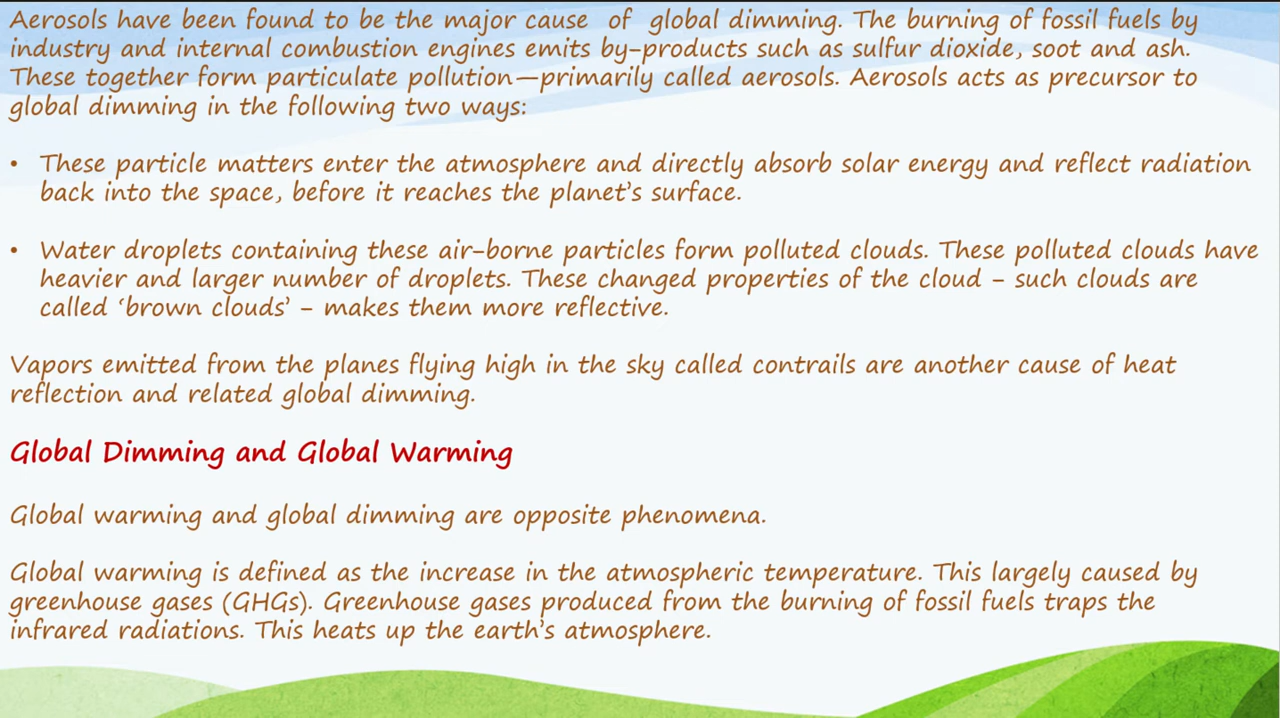 Aerosols have been found to be the major cause of global dimming. The burning of fossil fuels by
industry and internal combustion engines emits by-products such as sulfur dioxide, soot and ash.
These together form particulate pollution—primarily called aerosols. Aerosols acts as precursor to
global dimming in the following two ways:
• These particle matters enter the atmosphere and directly absorb solar energy and reflect radiation
back into the space, before it reaches the planet's surface.
• Water droplets containing these air-borne particles form polluted clouds. These polluted clouds have
heavier and larger number of droplets. These changed properties of the cloud – such clouds are
called ‘brown clouds’ – makes them more reflective.
Vapors emitted from the planes flying high in the sky called contrails are another cause of heat
reflection and related global dimming.
Global Dimming and Global Warming
Global warming and global dimming are opposite phenomena.
Global warming is defined as the increase in the atmospheric temperature. This largely caused by
greenhouse gases (GHGs). Greenhouse gases produced from the burning of fossil fuels traps the
infrared radiations. This heats up the earth’s atmosphere.